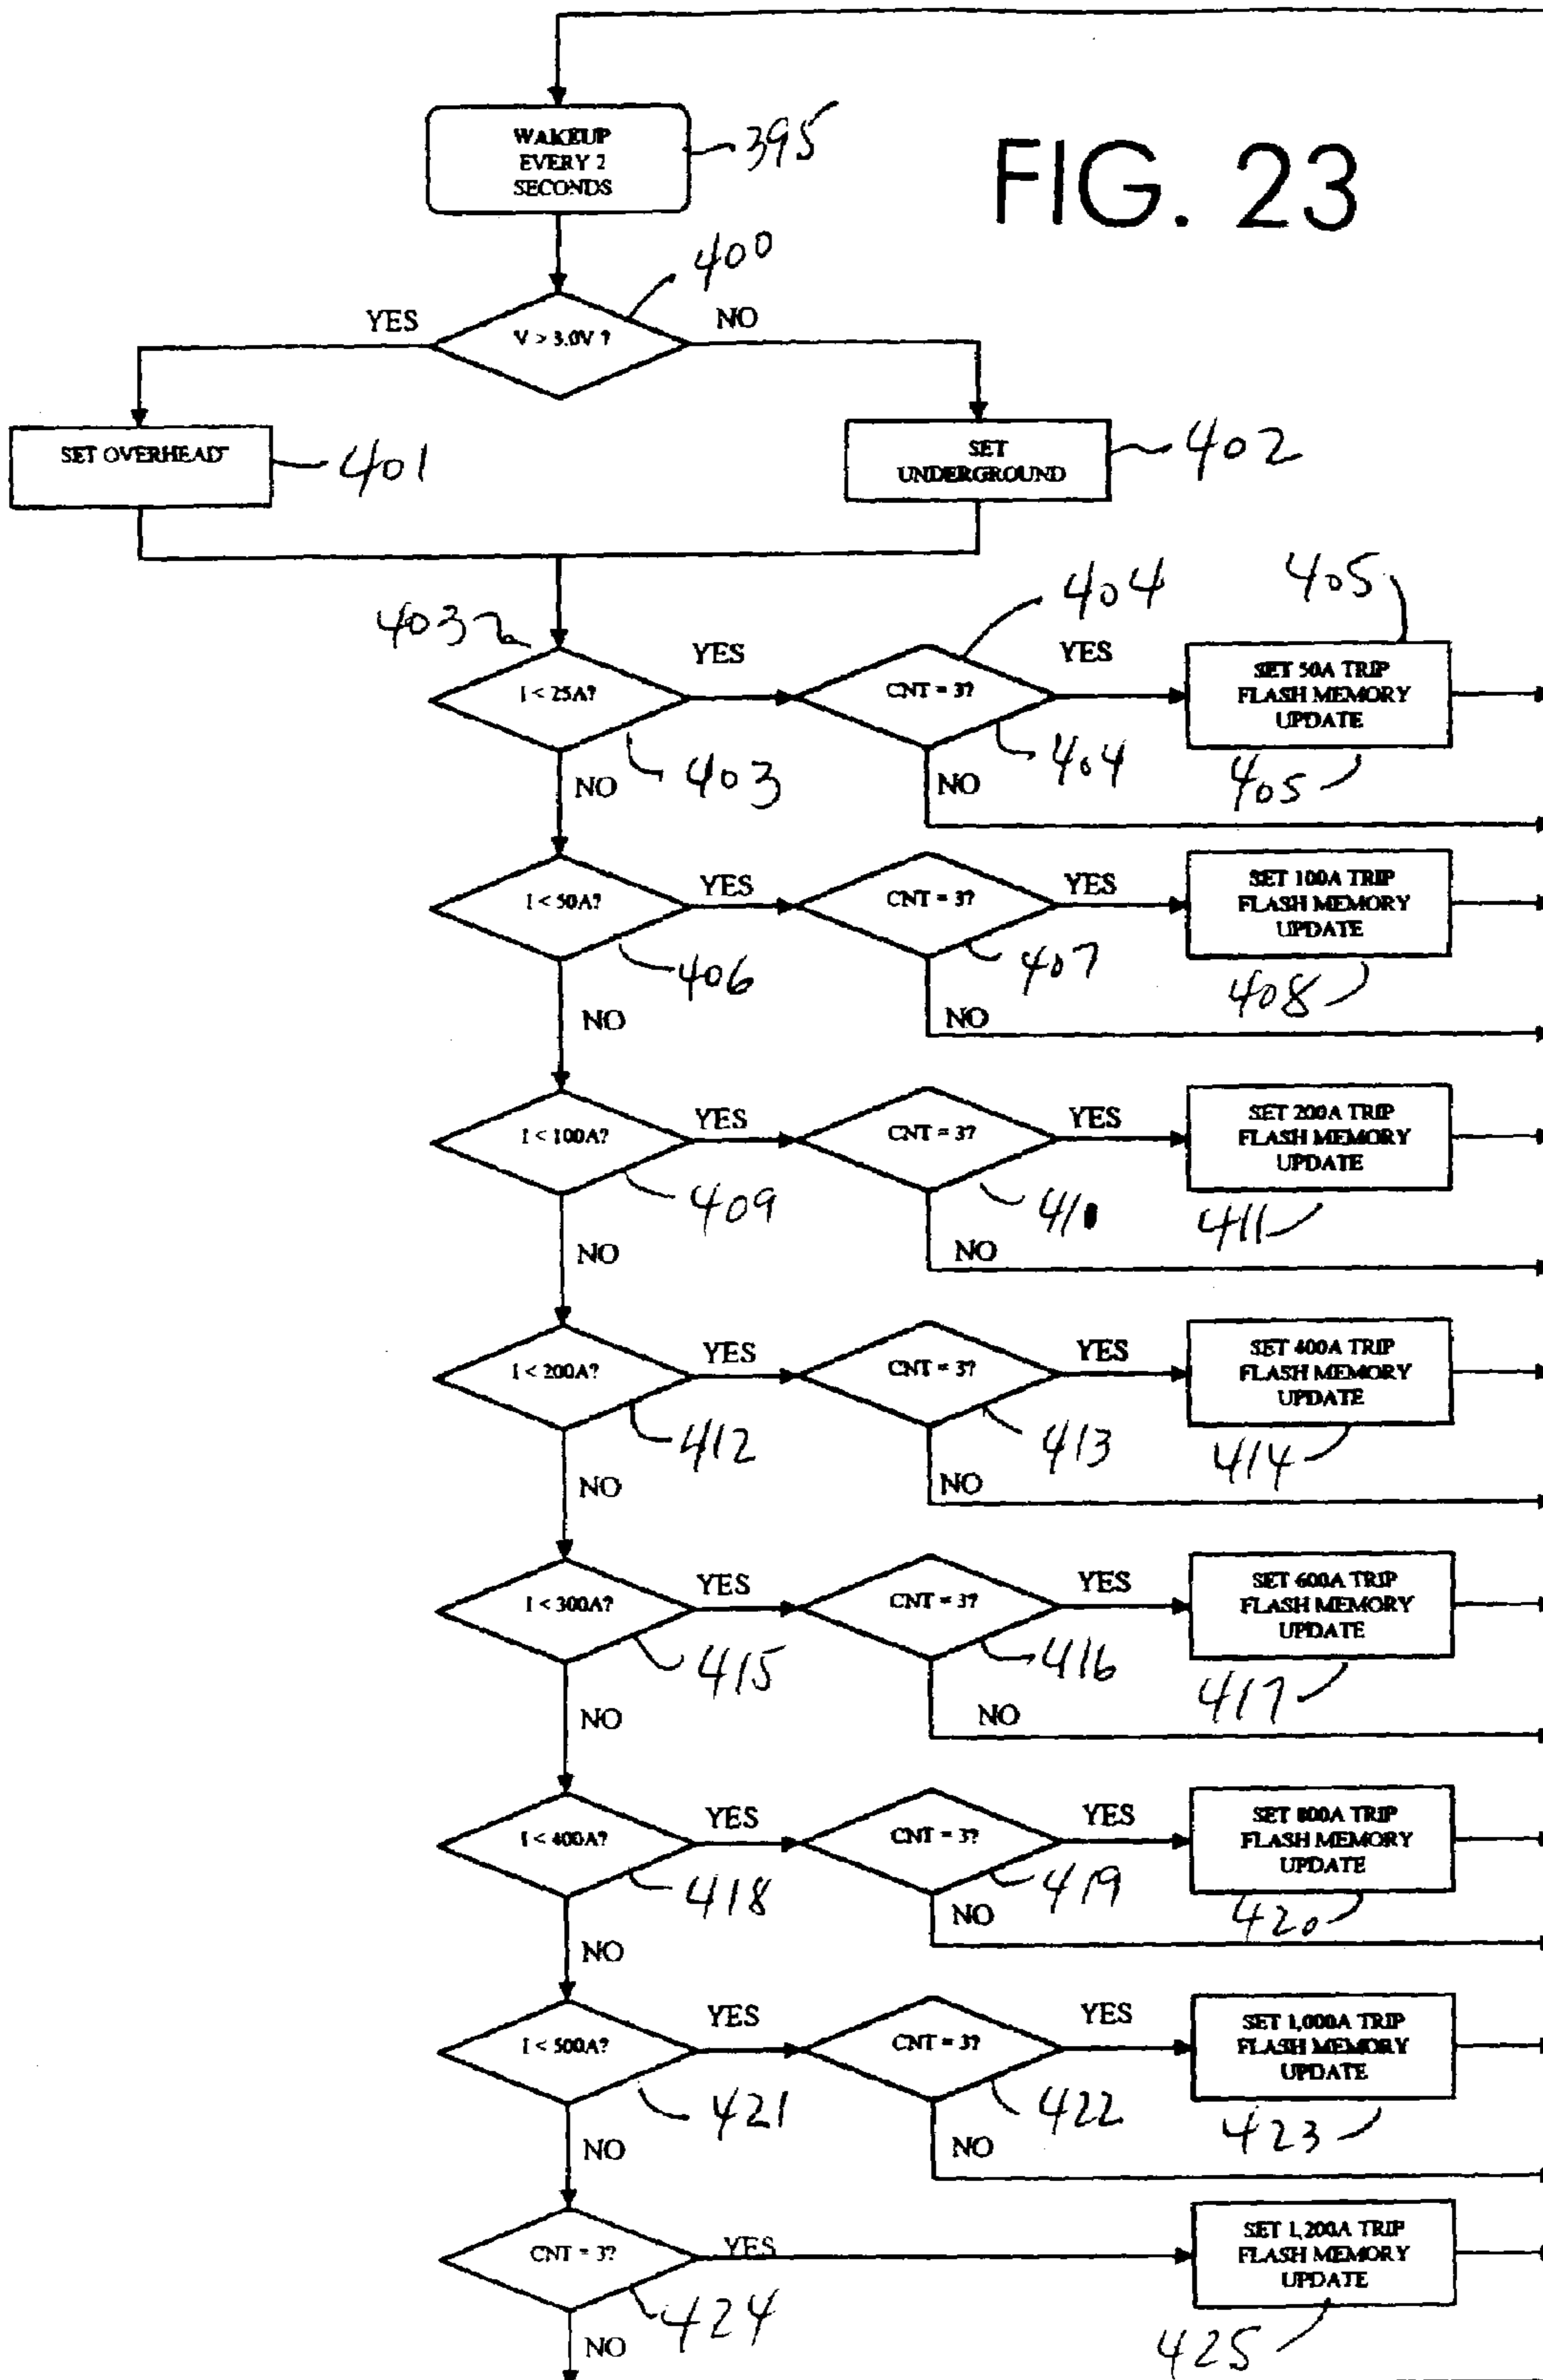 WAKEUP
EVERY 2
SECONDS
395
FIG. 23
400
YES
V > 3.0V ?
NO
SET OVERHEAD
401
SET
UNDERGROUND
402
403
404
405
I < 25A?
YES
CNT = 3?
YES
SET 50A TRIP
FLASH MEMORY
UPDATE
NO
403
NO
404
405
I < 50A?
YES
CNT = 3?
YES
SET 100A TRIP
FLASH MEMORY
UPDATE
406
407
408
NO
NO
I < 100A?
YES
CNT = 3?
YES
SET 200A TRIP
FLASH MEMORY
UPDATE
409
410
411
NO
NO
I < 200A?
YES
CNT = 3?
YES
SET 400A TRIP
FLASH MEMORY
UPDATE
412
413
414
NO
NO
I < 300A?
YES
CNT = 3?
YES
SET 600A TRIP
FLASH MEMORY
UPDATE
415
416
417
NO
NO
I < 400A?
YES
CNT = 3?
YES
SET 800A TRIP
FLASH MEMORY
UPDATE
418
419
420
NO
NO
I < 500A?
YES
CNT = 3?
YES
SET 1,000A TRIP
FLASH MEMORY
UPDATE
421
422
423
NO
NO
CNT = 3?
YES
SET 1,200A TRIP
FLASH MEMORY
UPDATE
424
425
NO